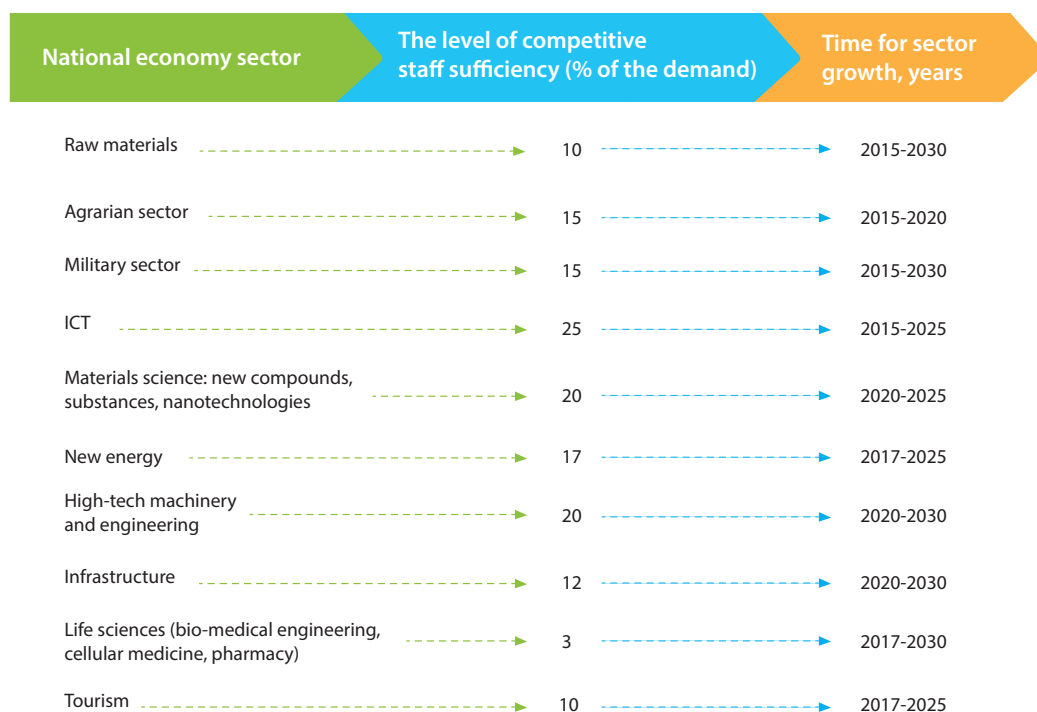 National economy sector
The level of competitive
staff sufficiency (% of the demand)
Time for sector
growth, years
Raw materials 10 2015-2030
Agrarian sector 15 2015-2020
Military sector 15 2015-2030
ICT 25 2015-2025
Materials science: new compounds,
substances, nanotechnologies 20 2020-2025
New energy 17 2017-2025
High-tech machinery
and engineering 20 2020-2030
Infrastructure 12 2020-2030
Life sciences (bio-medical engineering,
cellular medicine, pharmacy) 3 2017-2030
Tourism 10 2017-2025